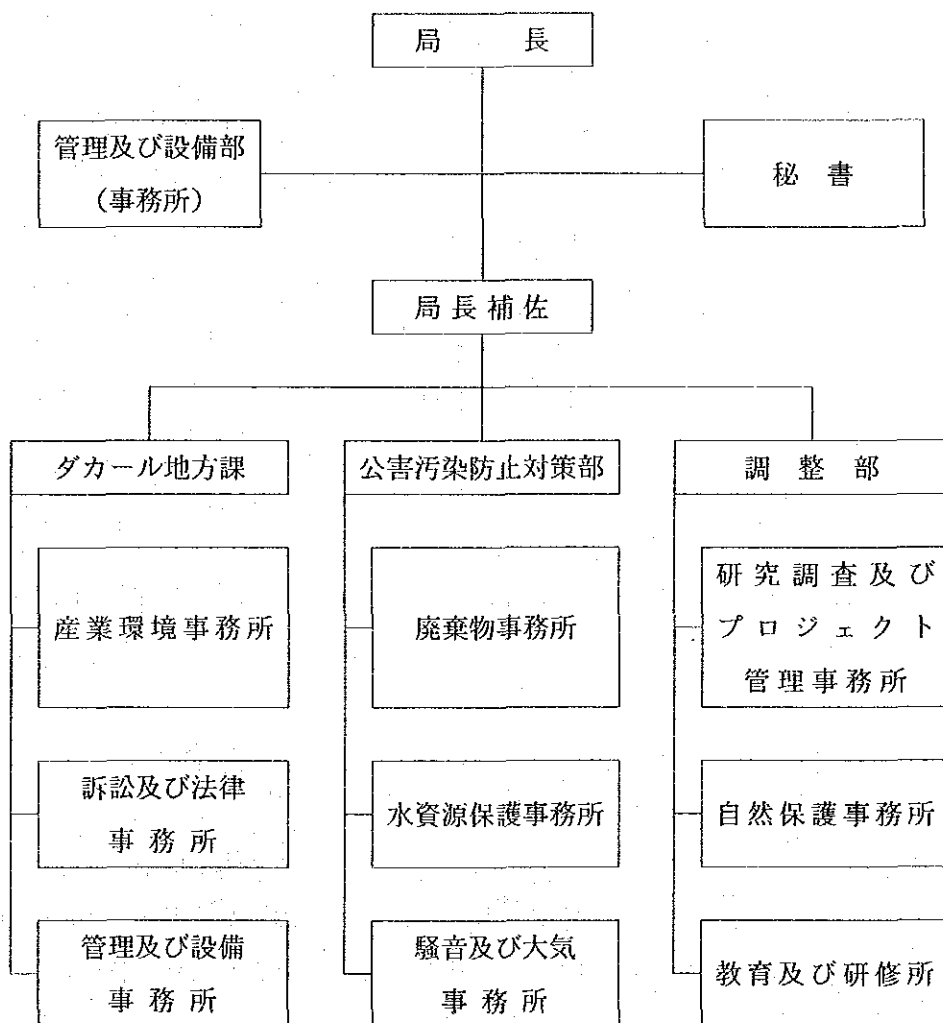 局長
管理及び設備部
(事務所)
秘書
局長補佐
ダカール地方課
公害汚染防止対策部
調整部
産業環境事務所
廃棄物事務所
研究調査及び
プロジェクト
管理事務所
訴訟及び法律
事務所
水資源保護事務所
自然保護事務所
管理及び設備
事務所
騒音及び大気
事務所
教育及び研修所